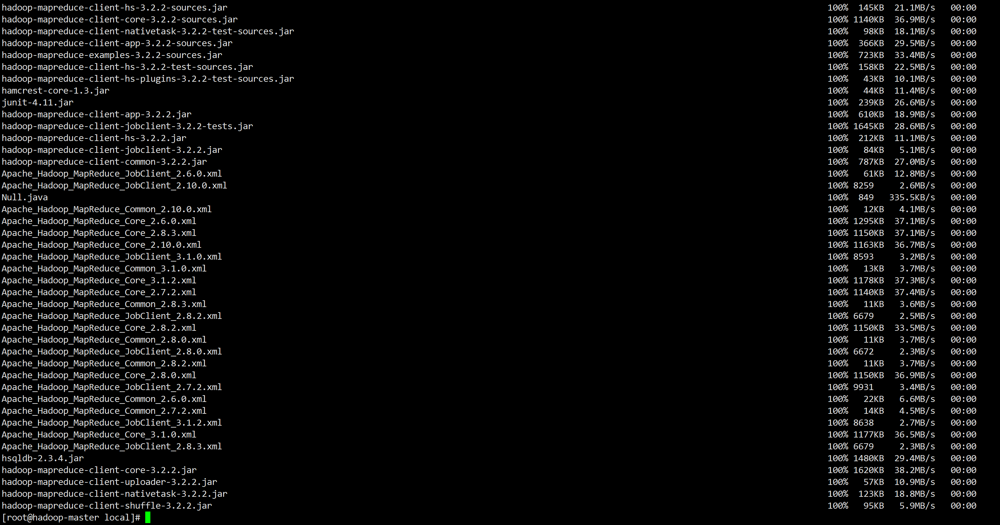 hadoop-mapreduce-client-hs-3.2.2-sources.jar 100% 145KB 21.1MB/s 00:00
hadoop-mapreduce-client-core-3.2.2-sources.jar 100% 1140KB 36.9MB/s 00:00
hadoop-mapreduce-client-nativetask-3.2.2-test-sources.jar 100% 98KB 18.1MB/s 00:00
hadoop-mapreduce-client-app-3.2.2-sources.jar 100% 366KB 29.5MB/s 00:00
hadoop-mapreduce-examples-3.2.2-sources.jar 100% 723KB 33.4MB/s 00:00
hadoop-mapreduce-client-hs-3.2.2-test-sources.jar 100% 158KB 22.5MB/s 00:00
hadoop-mapreduce-client-hs-plugins-3.2.2-test-sources.jar 100% 43KB 10.1MB/s 00:00
hamcrest-core-1.3.jar 100% 44KB 11.4MB/s 00:00
junit-4.11.jar 100% 239KB 26.6MB/s 00:00
hadoop-mapreduce-client-app-3.2.2.jar 100% 610KB 18.9MB/s 00:00
hadoop-mapreduce-client-jobclient-3.2.2-tests.jar 100% 1645KB 28.6MB/s 00:00
hadoop-mapreduce-client-hs-3.2.2.jar 100% 212KB 11.1MB/s 00:00
hadoop-mapreduce-client-jobclient-3.2.2.jar 100% 84KB 5.1MB/s 00:00
hadoop-mapreduce-client-common-3.2.2.jar 100% 787KB 27.0MB/s 00:00
Apache_Hadoop_MapReduce_JobClient_2.6.0.xml 100% 61KB 12.8MB/s 00:00
Apache_Hadoop_MapReduce_JobClient_2.10.0.xml 100% 8259 2.6MB/s 00:00
Null.java 100% 849 335.5KB/s 00:00
Apache_Hadoop_MapReduce_Common_2.10.0.xml 100% 12KB 4.1MB/s 00:00
Apache_Hadoop_MapReduce_Core_2.6.0.xml 100% 1295KB 37.1MB/s 00:00
Apache_Hadoop_MapReduce_Core_2.8.3.xml 100% 1150KB 37.1MB/s 00:00
Apache_Hadoop_MapReduce_Core_2.10.0.xml 100% 1163KB 36.7MB/s 00:00
Apache_Hadoop_MapReduce_JobClient_3.1.0.xml 100% 8593 3.2MB/s 00:00
Apache_Hadoop_MapReduce_Common_3.1.0.xml 100% 13KB 3.7MB/s 00:00
Apache_Hadoop_MapReduce_Core_3.1.2.xml 100% 1178KB 37.3MB/s 00:00
Apache_Hadoop_MapReduce_Core_2.7.2.xml 100% 1140KB 37.4MB/s 00:00
Apache_Hadoop_MapReduce_Common_2.8.3.xml 100% 11KB 3.6MB/s 00:00
Apache_Hadoop_MapReduce_JobClient_2.8.2.xml 100% 6679 2.5MB/s 00:00
Apache_Hadoop_MapReduce_Core_2.8.2.xml 100% 1150KB 33.5MB/s 00:00
Apache_Hadoop_MapReduce_Common_2.8.0.xml 100% 11KB 3.7MB/s 00:00
Apache_Hadoop_MapReduce_JobClient_2.8.0.xml 100% 6672 2.3MB/s 00:00
Apache_Hadoop_MapReduce_Common_2.8.2.xml 100% 11KB 3.7MB/s 00:00
Apache_Hadoop_MapReduce_Core_2.8.0.xml 100% 1150KB 36.9MB/s 00:00
Apache_Hadoop_MapReduce_JobClient_2.7.2.xml 100% 9931 3.4MB/s 00:00
Apache_Hadoop_MapReduce_Common_2.6.0.xml 100% 22KB 6.6MB/s 00:00
Apache_Hadoop_MapReduce_Common_2.7.2.xml 100% 14KB 4.5MB/s 00:00
Apache_Hadoop_MapReduce_JobClient_3.1.2.xml 100% 8638 2.7MB/s 00:00
Apache_Hadoop_MapReduce_Core_3.1.0.xml 100% 1177KB 36.5MB/s 00:00
Apache_Hadoop_MapReduce_JobClient_2.8.3.xml 100% 6679 2.3MB/s 00:00
hsqldb-2.3.4.jar 100% 1480KB 29.4MB/s 00:00
hadoop-mapreduce-client-core-3.2.2.jar 100% 1620KB 38.2MB/s 00:00
hadoop-mapreduce-client-uploader-3.2.2.jar 100% 57KB 10.9MB/s 00:00
hadoop-mapreduce-client-nativetask-3.2.2.jar 100% 123KB 18.8MB/s 00:00
hadoop-mapreduce-client-shuffle-3.2.2.jar 100% 95KB 5.9MB/s 00:00
[root@hadoop-master local]#